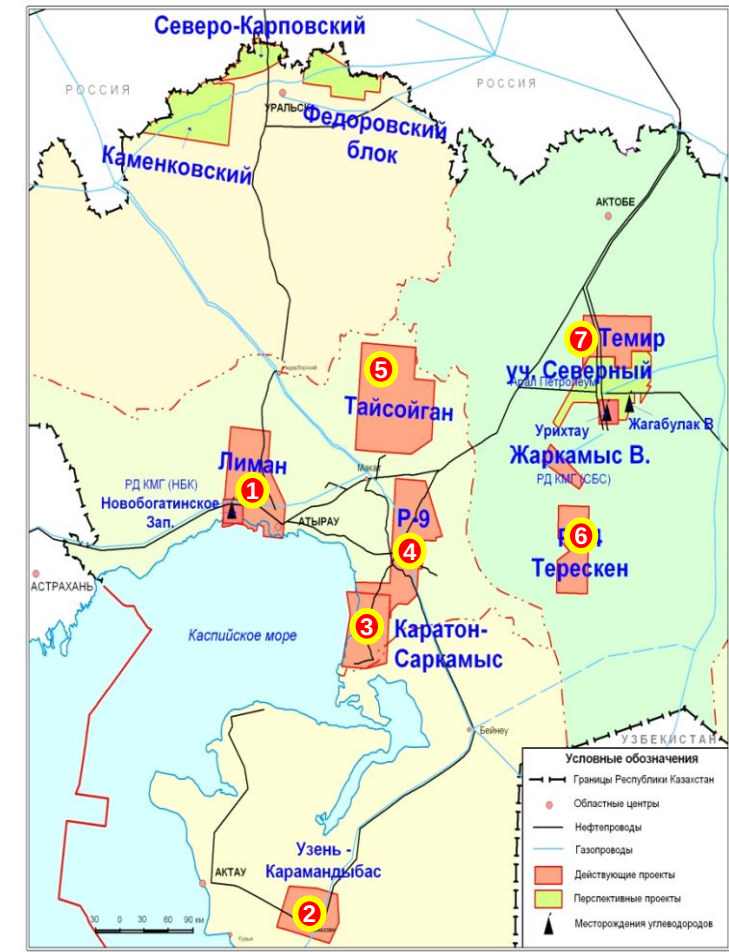 Северо-Карповский
РОССИЯ
РОССИЯ
УРАЛЬСК
Федоровский
блок
Каменковский
АКТОБЕ
7
Темир
уч. Северный
Арал Петролеум
5
Тайсойган
Жагабулак В
Урихтау
Жаркамыс В.
РД КМГ (СБС)
Лиман
Макат
РД КМГ (НБК)
Новобогатинское
Зап.
1
АТЫРАУ
Р-9
4
6
Терескен
АСТРАХАНЬ
3
Каратон-
Саркамыс
Каспийское море
Бейнеу
УЗБЕКИСТАН
Узень -
Карамандыбас
АКТАУ
2
30 0 30 60 90 км
Условные обозначения
Границы Республики Казахстан
Областные центры
Нефтепроводы
Газопроводы
Действующие проекты
Перспективные проекты
Месторождения углеводородов